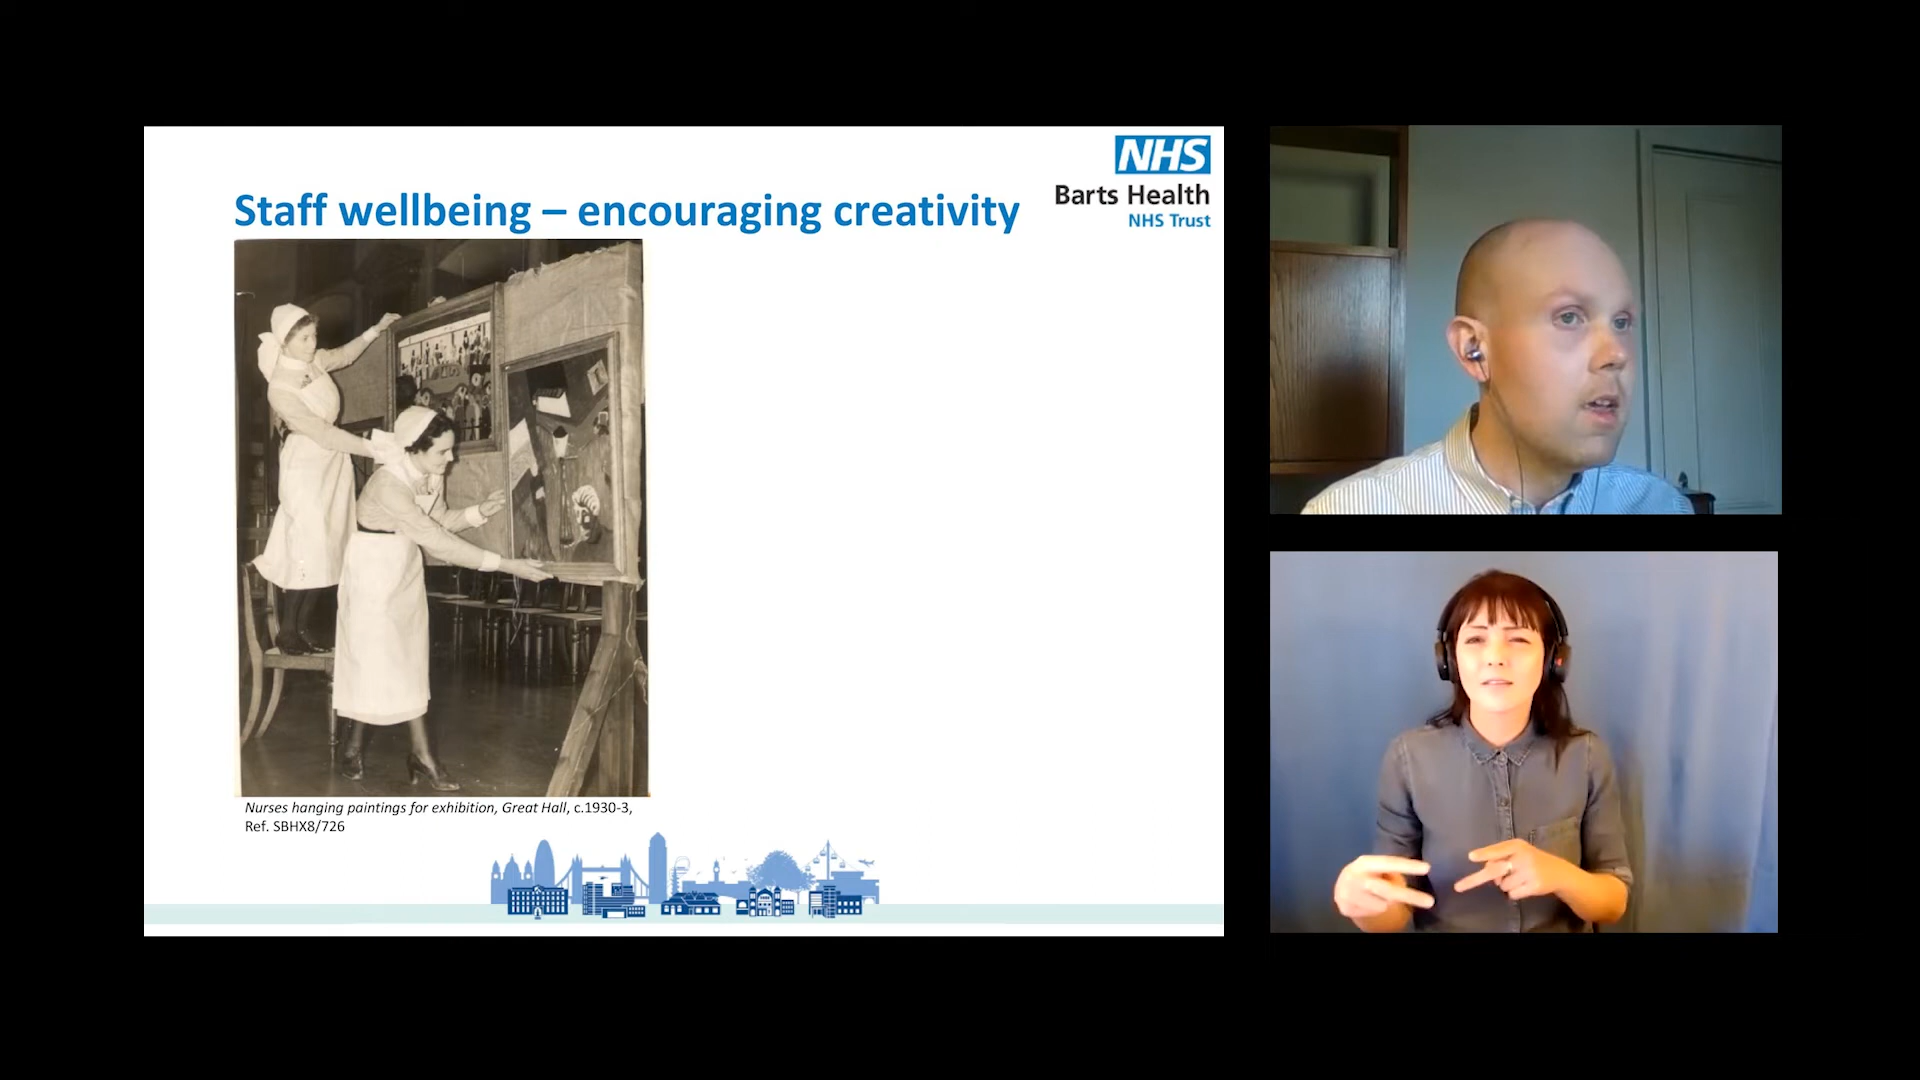 NHS
Barts Health
NHS Trust
Staff wellbeing – encouraging creativity
Nurses hanging paintings for exhibition, Great Hall, c.1930-3,
Ref. SBHX8/726